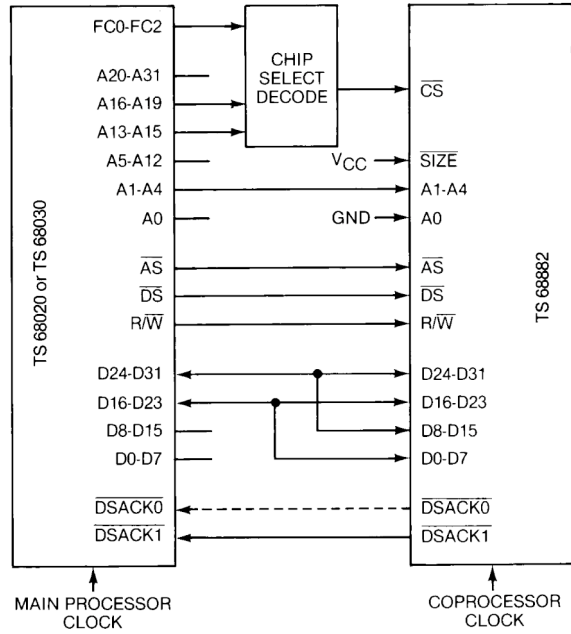 TS 68020 or TS 68030
FC0-FC2
A20-A31
A16-A19
A13-A15
A5-A12
A1-A4
A0
AS
DS
R/W
D24-D31
D16-D23
D8-D15
D0-D7
DSACK0
DSACK1
MAIN PROCESSOR
CLOCK
CHIP
SELECT
DECODE
VCC
GND
CS
SIZE
A1-A4
A0
AS
DS
R/W
D24-D31
D16-D23
D8-D15
D0-D7
DSACK0
DSACK1
TS 68882
COPROCESSOR
CLOCK